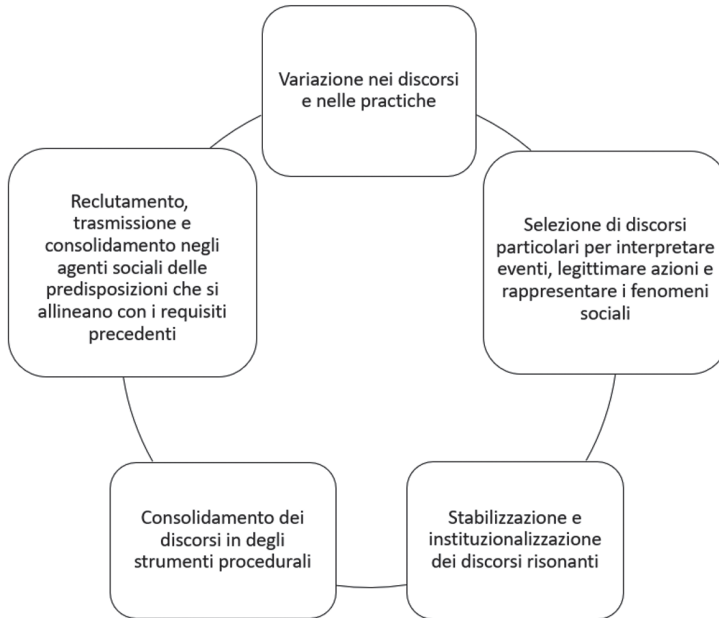 Variazione nei discorsi
e nelle practiche
Selezione di discorsi
particolari per interpretare
eventi, legittimare azioni e
rappresentare i fenomeni
sociali
Stabilizzazione e
instituzionalizzazione
dei discorsi risonanti
Consolidamento dei
discorsi in degli
strumenti procedurali
Reclutamento,
trasmissione e
consolidamento negli
agenti sociali delle
predisposizioni che si
allineano con i requisiti
precedenti